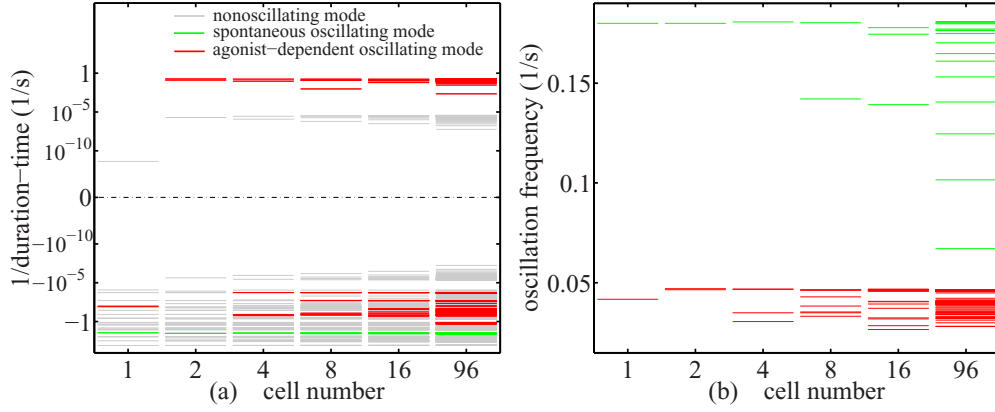 nonoscillating mode
spontaneous oscillating mode
agonist−dependent oscillating mode
1/duration−time (1/s)
1
10^−5
10^−10
0
−10^−10
−10^−5
−1
1 2 4 8 16 96
(a) cell number
oscillation frequency (1/s)
0.15
0.1
0.05
1 2 4 8 16 96
(b) cell number